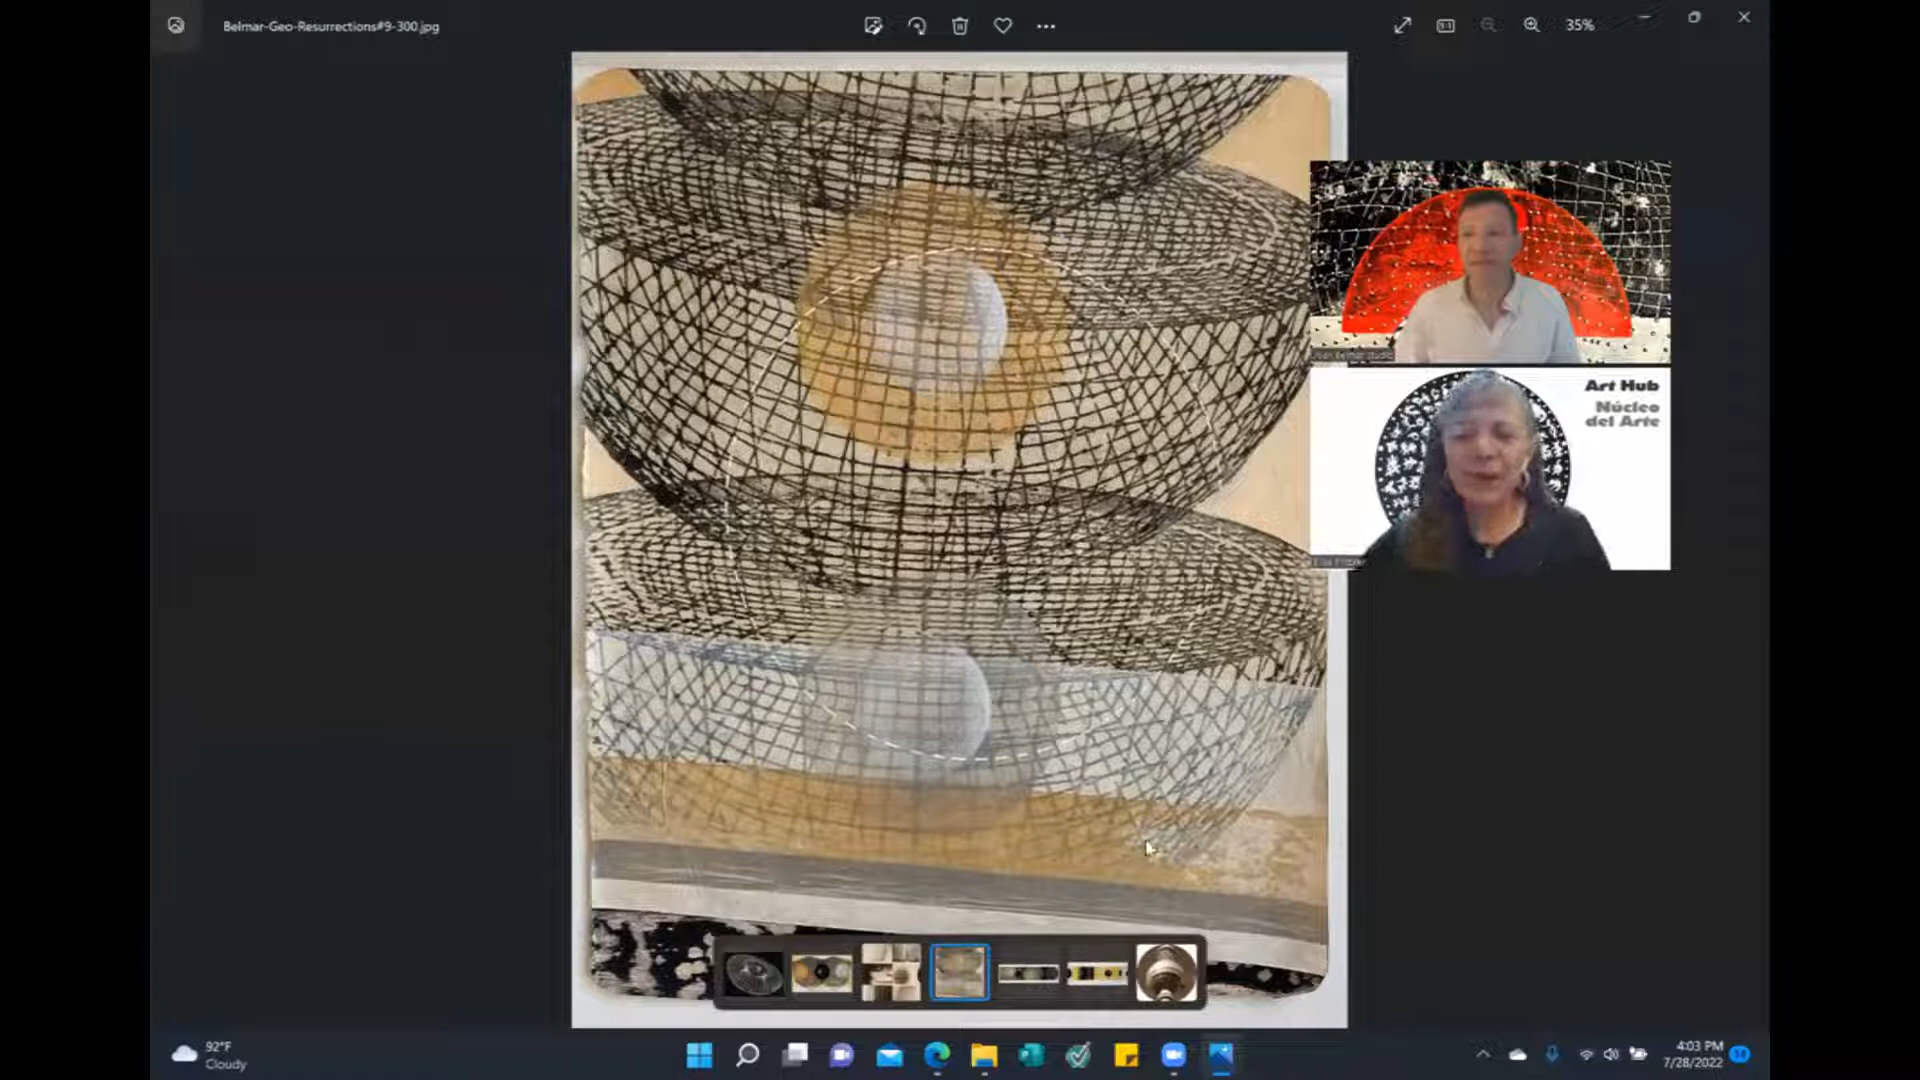 Belmar-Geo-Resurrections#9-300.jpg
35%
Art Hub
Núcleo
del Arte
92°F
Cloudy
4:03 PM
7/28/2022